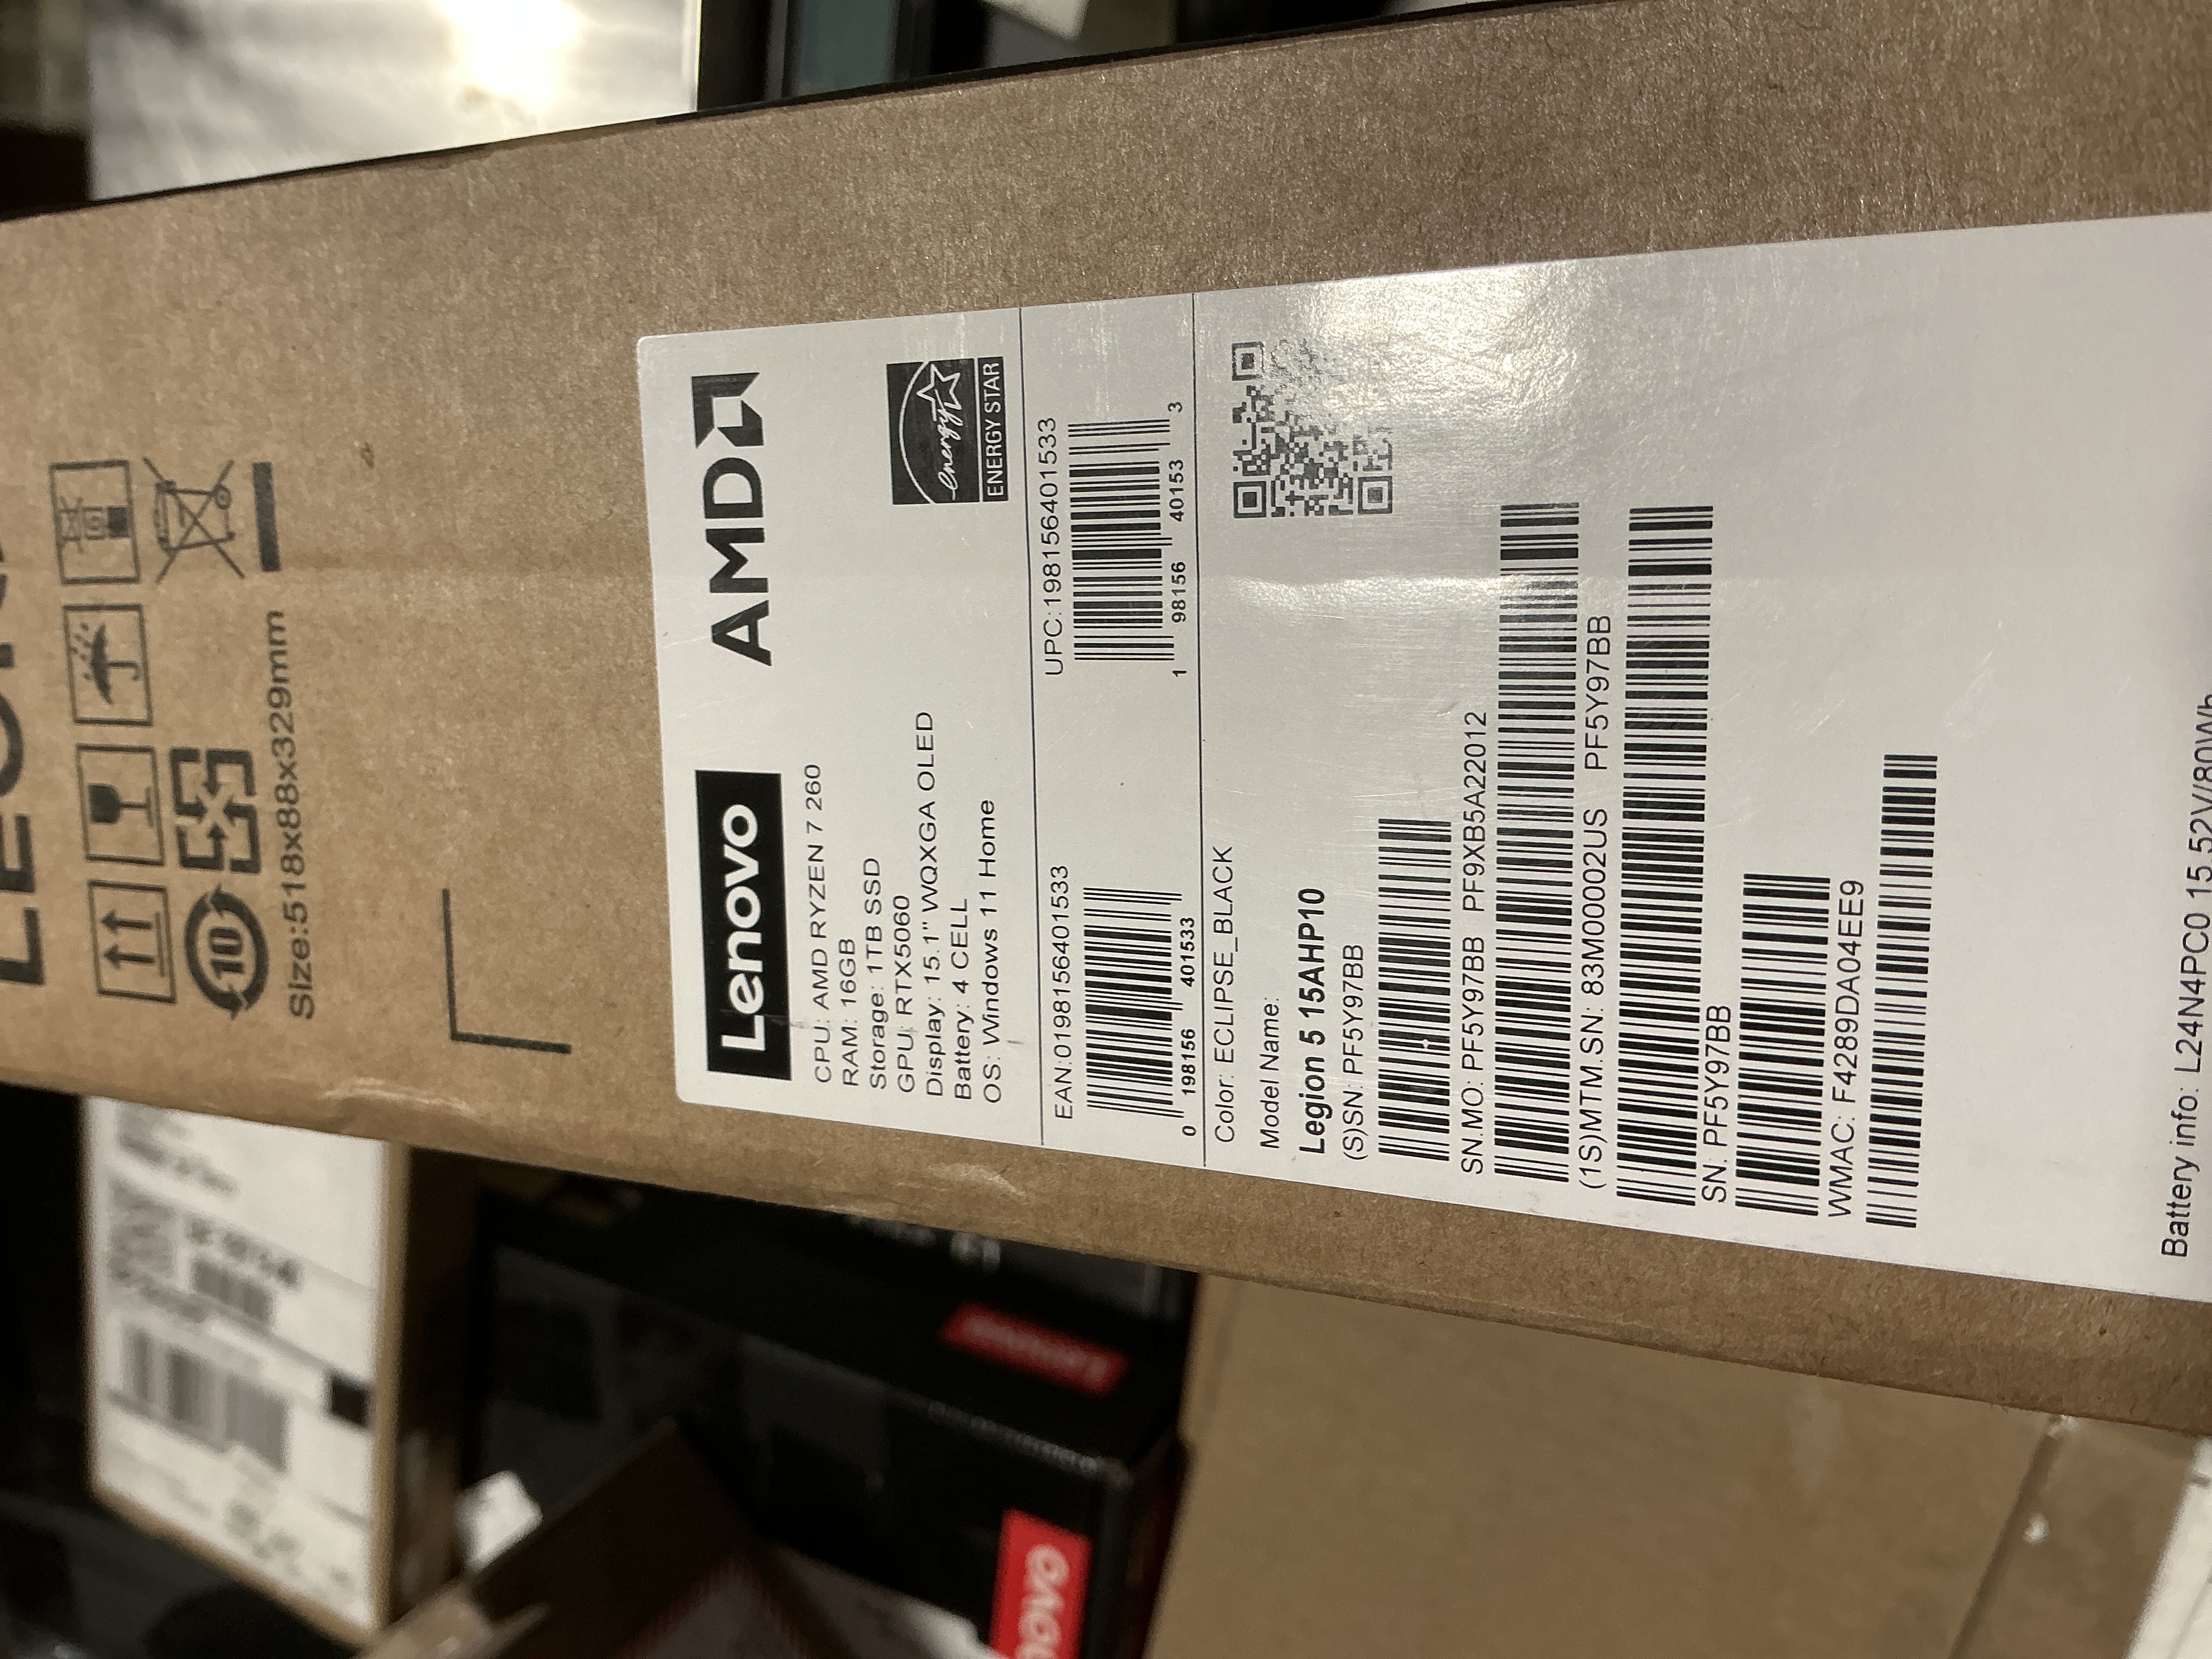 10
Size:518x88x329mm
Lenovo AMD
CPU: AMD RYZEN 7 260
RAM: 16GB
Storage: 1TB SSD
GPU: RTX5060
Display: 15.1" WQXGA OLED
Battery: 4 CELL
OS: Windows 11 Home
energy
ENERGY STAR
EAN:0198156401533
0 198156 401533
UPC:198156401533
1 98156 40153 3
Color: ECLIPSE_BLACK
Model Name:
Legion 5 15AHP10
(S)SN: PF5Y97BB
SN.MO: PF5Y97BB PF9XB5A22012
(1S)MTM.SN: 83M00002US PF5Y97BB
SN: PF5Y97BB
WMAC: F4289DA04EE9
Battery info: L24N4PC0 15.52V/80Wh
Lenovo